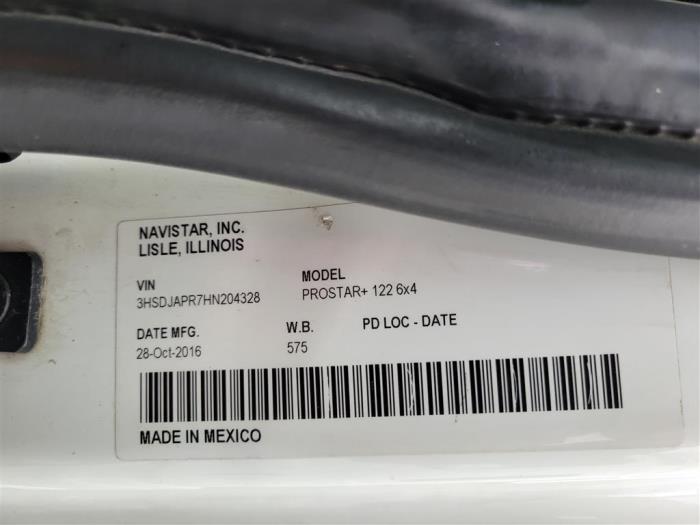 NAVISTAR, INC.
LISLE, ILLINOIS
VIN MODEL
3HSDJAPR7HN204328 PROSTAR+ 122 6x4
DATE MFG. W.B. PD LOC - DATE
28-Oct-2016 575
MADE IN MEXICO